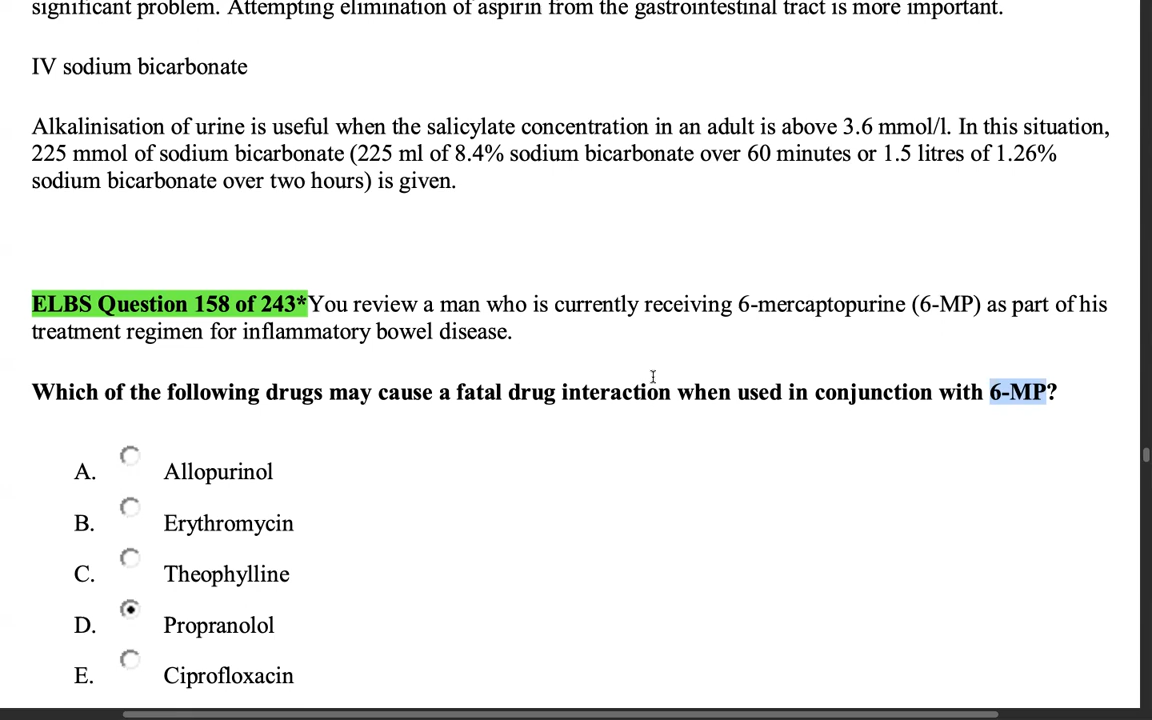 significant problem. Attempting elimination of aspirin from the gastrointestinal tract is more important.
IV sodium bicarbonate
Alkalinisation of urine is useful when the salicylate concentration in an adult is above 3.6 mmol/l. In this situation,
225 mmol of sodium bicarbonate (225 ml of 8.4% sodium bicarbonate over 60 minutes or 1.5 litres of 1.26%
sodium bicarbonate over two hours) is given.
ELBS Question 158 of 243*You review a man who is currently receiving 6-mercaptopurine (6-MP) as part of his
treatment regimen for inflammatory bowel disease.
Which of the following drugs may cause a fatal drug interaction when used in conjunction with 6-MP?
A. Allopurinol
B. Erythromycin
C. Theophylline
D. Propranolol
E. Ciprofloxacin